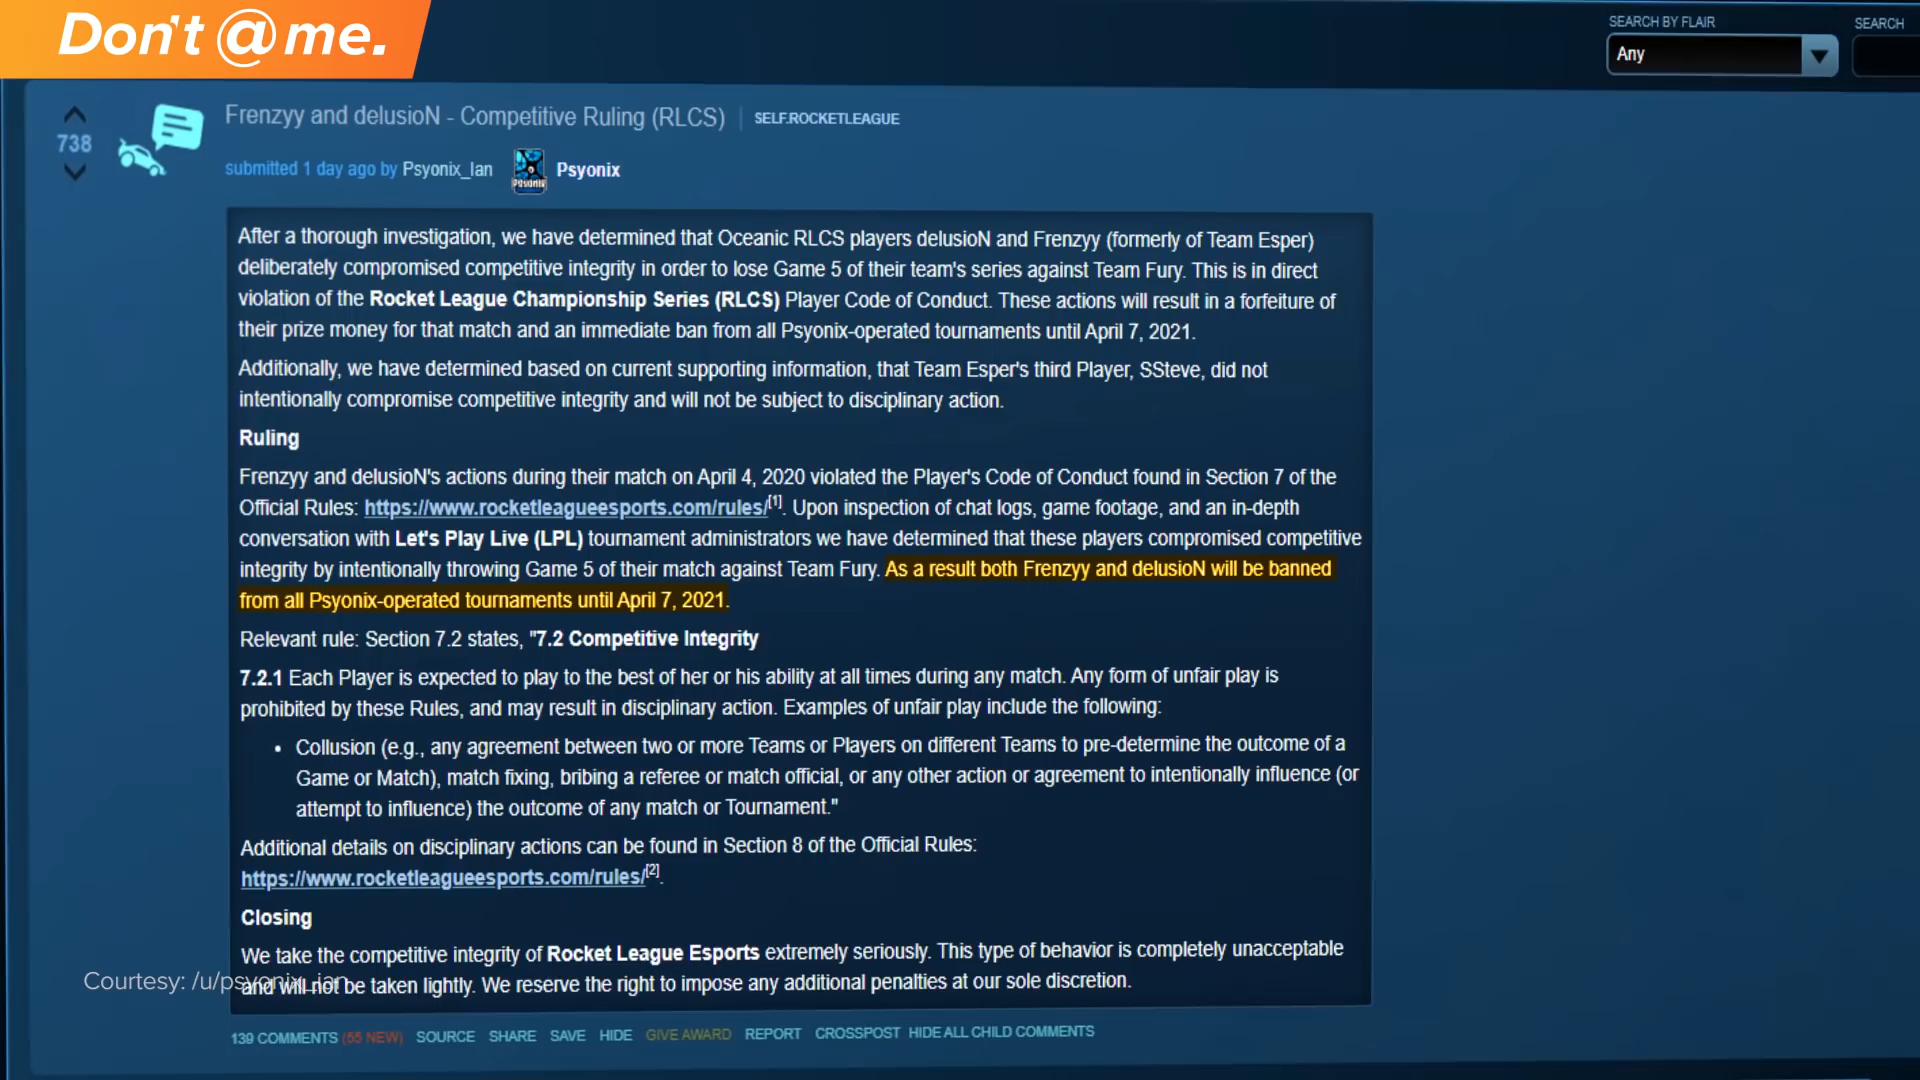 Don't @ me.
SEARCH BY FLAIR
SEARCH
Any
738
Frenzyy and delusioN - Competitive Ruling (RLCS)
SELF.ROCKETLEAGUE
submitted 1 day ago by Psyonix_Ian
PSYONIX
Psyonix
After a thorough investigation, we have determined that Oceanic RLCS players delusioN and Frenzyy (formerly of Team Esper)
deliberately compromised competitive integrity in order to lose Game 5 of their team's series against Team Fury. This is in direct
violation of the Rocket League Championship Series (RLCS) Player Code of Conduct. These actions will result in a forfeiture of
their prize money for that match and an immediate ban from all Psyonix-operated tournaments until April 7, 2021.
Additionally, we have determined based on current supporting information, that Team Esper's third Player, SSteve, did not
intentionally compromise competitive integrity and will not be subject to disciplinary action.
Ruling
Frenzyy and delusioN's actions during their match on April 4, 2020 violated the Player's Code of Conduct found in Section 7 of the
Official Rules: https://www.rocketleagueesports.com/rules/[1]. Upon inspection of chat logs, game footage, and an in-depth
conversation with Let's Play Live (LPL) tournament administrators we have determined that these players compromised competitive
integrity by intentionally throwing Game 5 of their match against Team Fury. As a result both Frenzyy and delusioN will be banned
from all Psyonix-operated tournaments until April 7, 2021.
Relevant rule: Section 7.2 states, "7.2 Competitive Integrity
7.2.1 Each Player is expected to play to the best of her or his ability at all times during any match. Any form of unfair play is
prohibited by these Rules, and may result in disciplinary action. Examples of unfair play include the following:
• Collusion (e.g., any agreement between two or more Teams or Players on different Teams to pre-determine the outcome of a
Game or Match), match fixing, bribing a referee or match official, or any other action or agreement to intentionally influence (or
attempt to influence) the outcome of any match or Tournament."
Additional details on disciplinary actions can be found in Section 8 of the Official Rules:
https://www.rocketleagueesports.com/rules/[2].
Closing
We take the competitive integrity of Rocket League Esports extremely seriously. This type of behavior is completely unacceptable
and will not be taken lightly. We reserve the right to impose any additional penalties at our sole discretion.
Courtesy: /u/psyonix_ian
139 COMMENTS (55 NEW) SOURCE SHARE SAVE HIDE GIVE AWARD REPORT CROSSPOST HIDE ALL CHILD COMMENTS